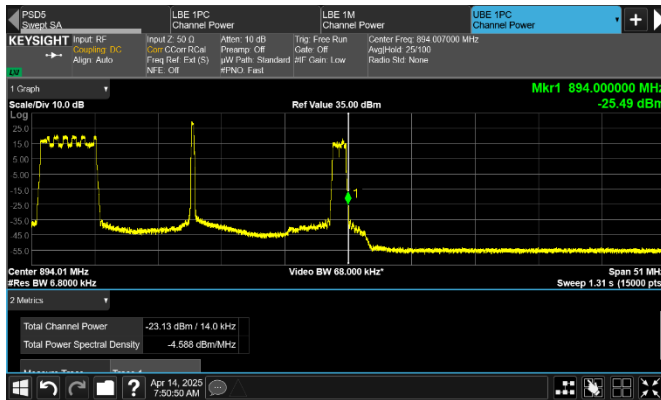 PSD5
Swept SA
LBE 1PC
Channel Power
LBE 1M
Channel Power
UBE 1PC
Channel Power
KEYSIGHT
Input: RF
Coupling: DC
Align: Auto
Input Z: 50 Ω
Corr CCorr RCal
Freq Ref: Ext (S)
NFE: Off
Atten: 10 dB
Preamp: Off
µW Path: Standard
#PNO: Fast
Trig: Free Run
Gate: Off
#IF Gain: Low
Center Freq: 894.007000 MHz
Avg|Hold: 25/100
Radio Std: None
1 Graph
Mkr1 894.000000 MHz
Scale/Div 10.0 dB
Ref Value 35.00 dBm
-25.49 dBm
Log
25.0
15.0
5.00
-5.00
-15.0
-25.0
-35.0
-45.0
-55.0
1
Center 894.01 MHz
Video BW 68.000 kHz*
Span 51 MHz
#Res BW 6.8000 kHz
Sweep 1.31 s (15000 pts
2 Metrics
Total Channel Power
-23.13 dBm / 14.0 kHz
Total Power Spectral Density
-4.588 dBm/MHz
Apr 14, 2025
7:50:50 AM